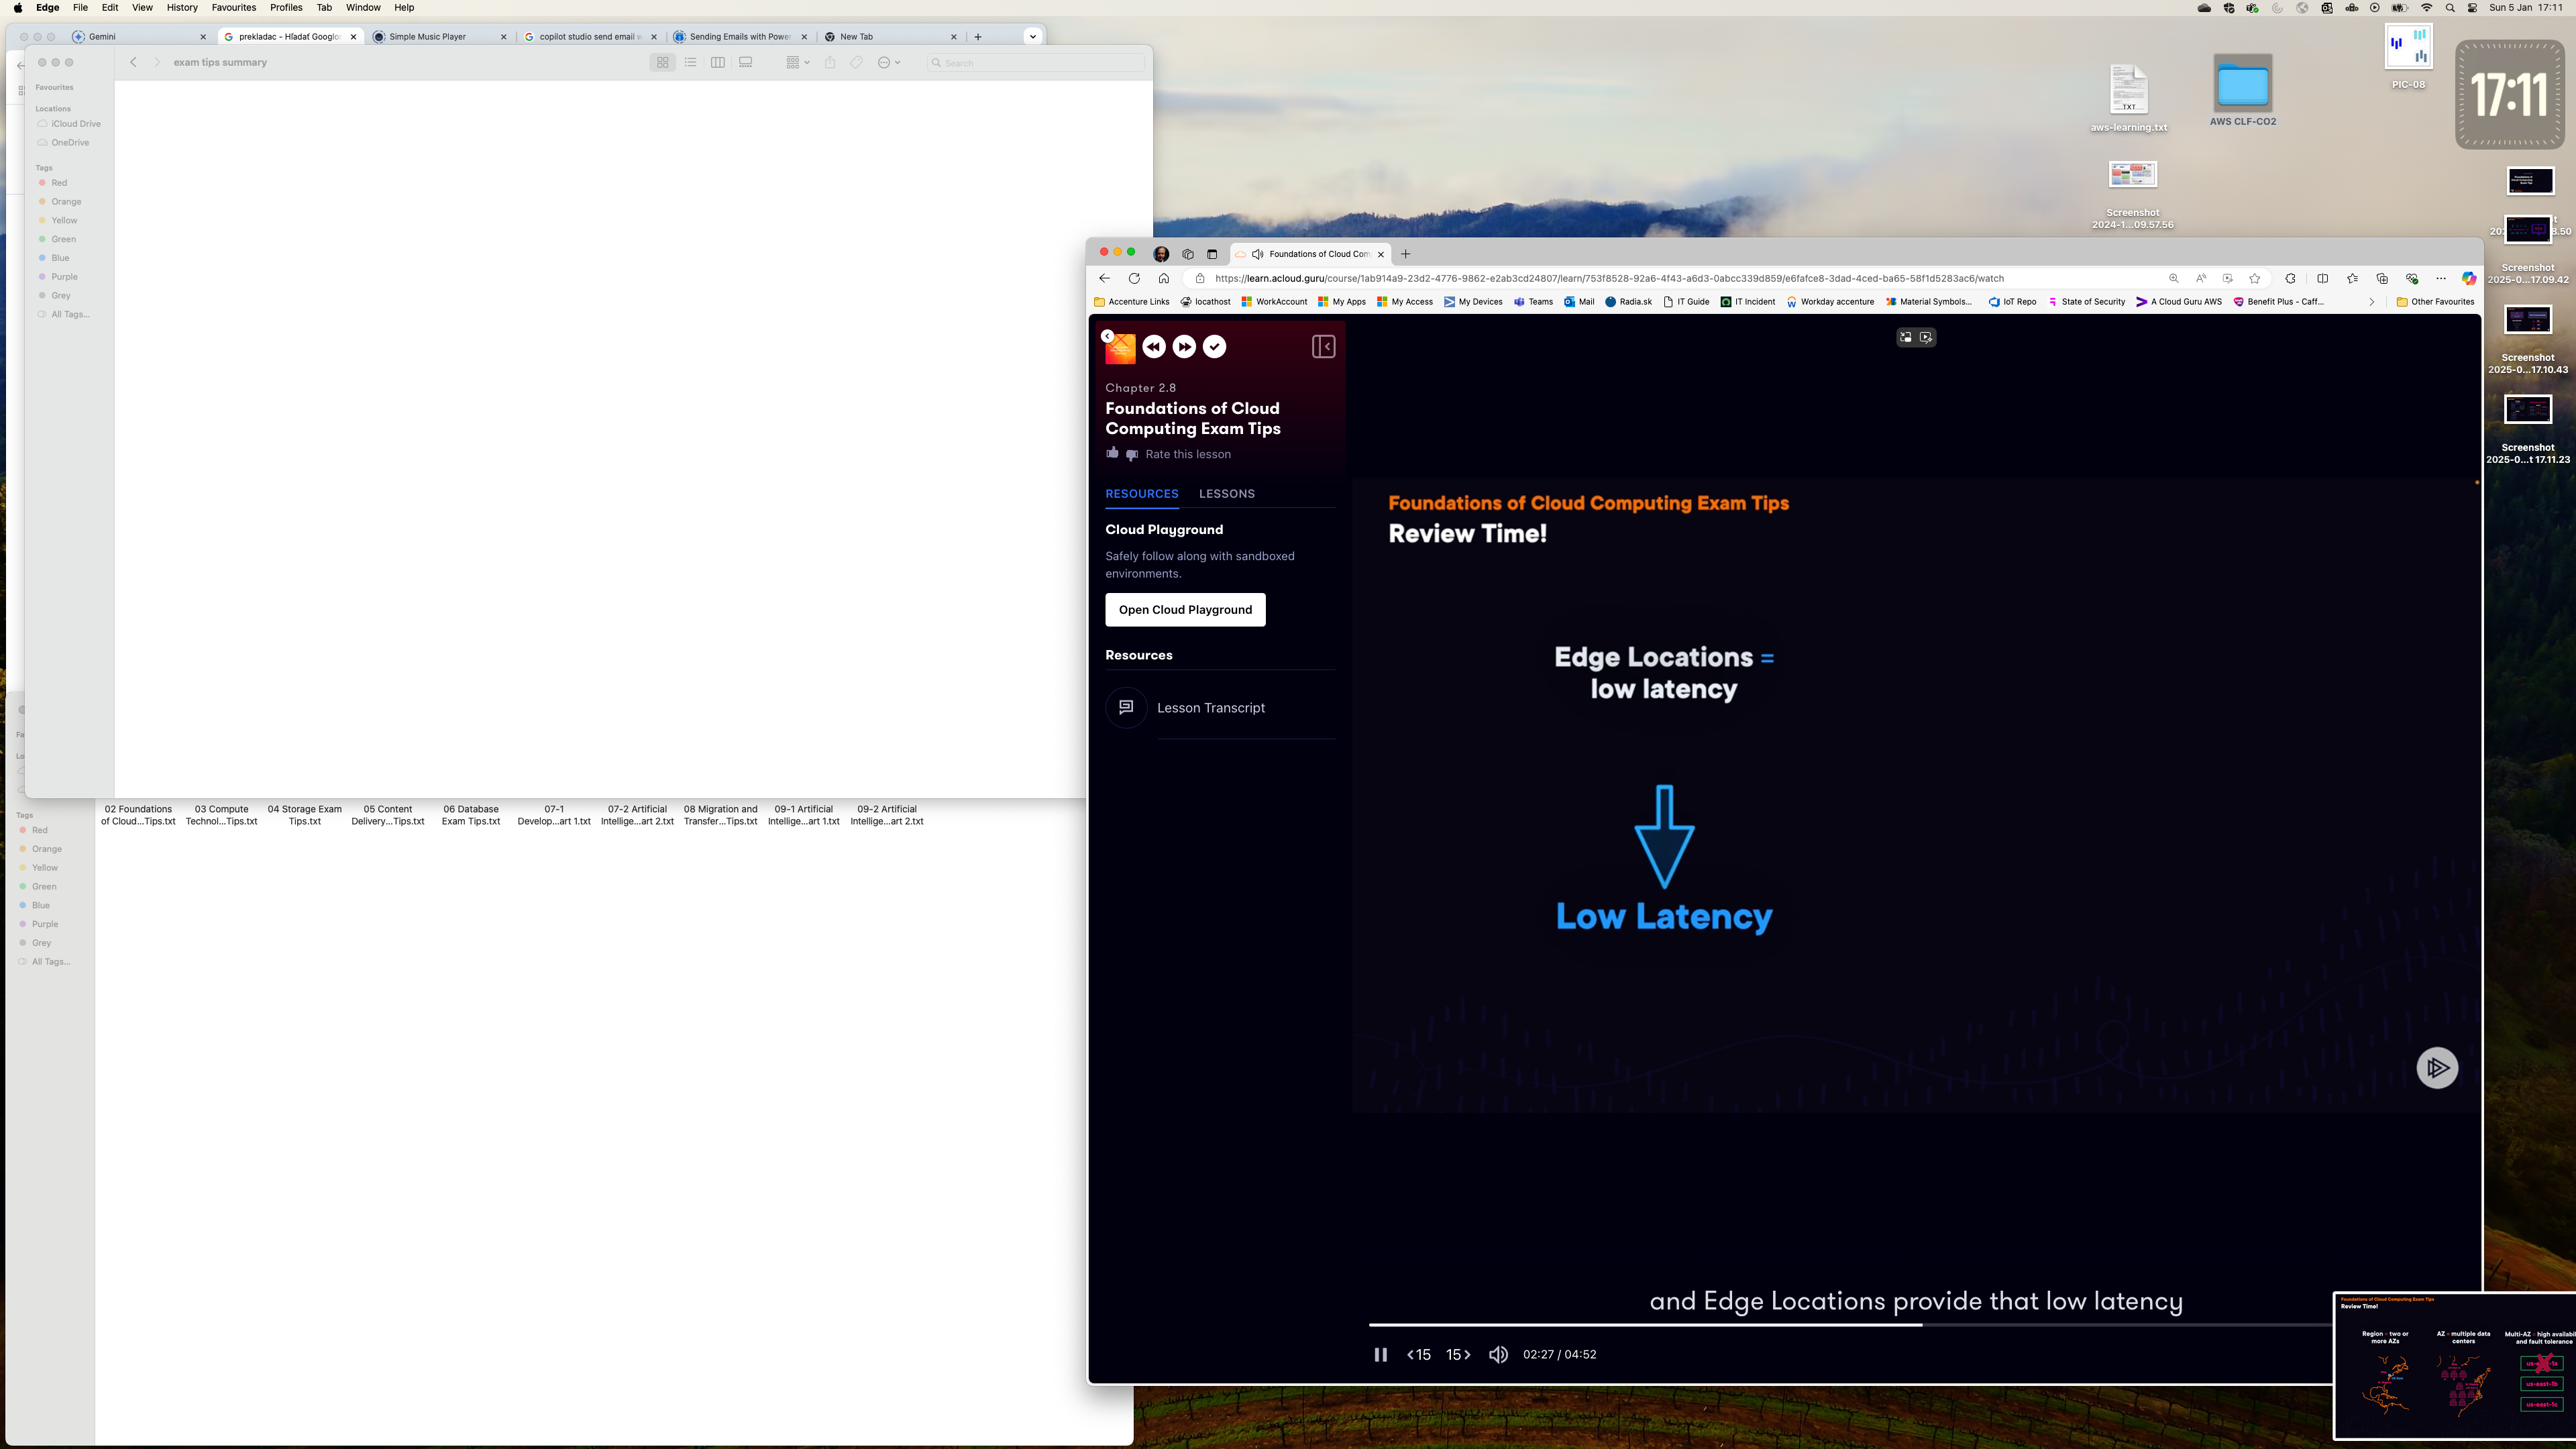 Edge File Edit View History Favourites Profiles Tab Window Help
Sun 5 Jan 17:11
Gemini
prekladac - Hľadať Google
Simple Music Player
copilot studio send email
Sending Emails with Power
New Tab
exam tips summary
Search
Favourites
Locations
iCloud Drive
OneDrive
Tags
Red
Orange
Yellow
Green
Blue
Purple
Grey
All Tags...
02 Foundations of Cloud...Tips.txt
03 Compute Technol...Tips.txt
04 Storage Exam Tips.txt
05 Content Delivery...Tips.txt
06 Database Exam Tips.txt
07-1 Develop...art 1.txt
07-2 Artificial Intellige...art 2.txt
08 Migration and Transfer...Tips.txt
09-1 Artificial Intellige...art 1.txt
09-2 Artificial Intellige...art 2.txt
Tags
Red
Orange
Yellow
Green
Blue
Purple
Grey
All Tags...
TXT
aws-learning.txt
AWS CLF-CO2
PIC-08
17:11
Screenshot
2024-1...09.57.56
Screenshot
2025-0...17.09.42
Screenshot
2025-0...17.10.43
Screenshot
2025-0...t 17.11.23
Foundations of Cloud Com
https://learn.acloud.guru/course/1ab914a9-23d2-4776-9862-e2ab3cd24807/learn/753f8528-92a6-4f43-a6d3-0abcc339d859/e6fafce8-3dad-4ced-ba65-58f1d5283ac6/watch
Accenture Links
locathost
WorkAccount
My Apps
My Access
My Devices
Teams
Mail
Radia.sk
IT Guide
IT Incident
Workday accenture
Material Symbols...
IoT Repo
State of Security
A Cloud Guru AWS
Benefit Plus - Caff...
Other Favourites
Chapter 2.8
Foundations of Cloud
Computing Exam Tips
Rate this lesson
RESOURCES LESSONS
Cloud Playground
Safely follow along with sandboxed
environments.
Open Cloud Playground
Resources
Lesson Transcript
Foundations of Cloud Computing Exam Tips
Review Time!
Edge Locations =
low latency
Low Latency
and Edge Locations provide that low latency
<15 15> 02:27 / 04:52
Foundations of Cloud Computing Exam Tips
Review Time!
Region = two or
more AZs
AZ = multiple data
centers
Multi-AZ = high availabil
and fault tolerance
us-east-1b
us-east-1c